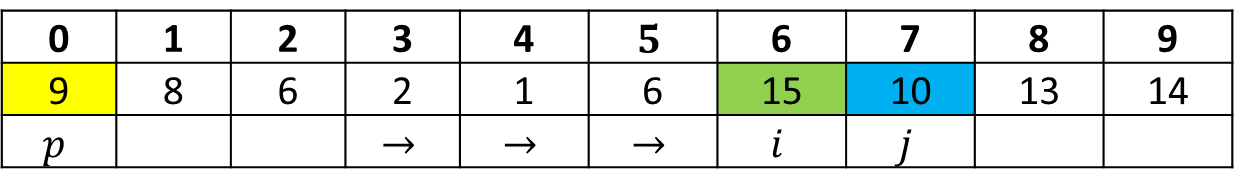 0 1 2 3 4 5 6 7 8 9
9 8 6 2 1 6 15 10 13 14
p → → → i j